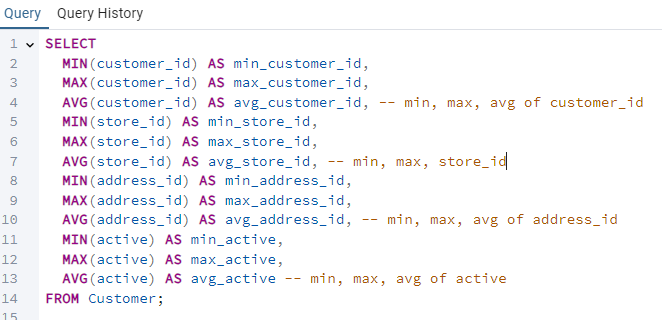 Query Query History
1 SELECT
2 MIN(customer_id) AS min_customer_id,
3 MAX(customer_id) AS max_customer_id,
4 AVG(customer_id) AS avg_customer_id, -- min, max, avg of customer_id
5 MIN(store_id) AS min_store_id,
6 MAX(store_id) AS max_store_id,
7 AVG(store_id) AS avg_store_id, -- min, max, store_id
8 MIN(address_id) AS min_address_id,
9 MAX(address_id) AS max_address_id,
10 AVG(address_id) AS avg_address_id, -- min, max, avg of address_id
11 MIN(active) AS min_active,
12 MAX(active) AS max_active,
13 AVG(active) AS avg_active -- min, max, avg of active
14 FROM Customer;
15